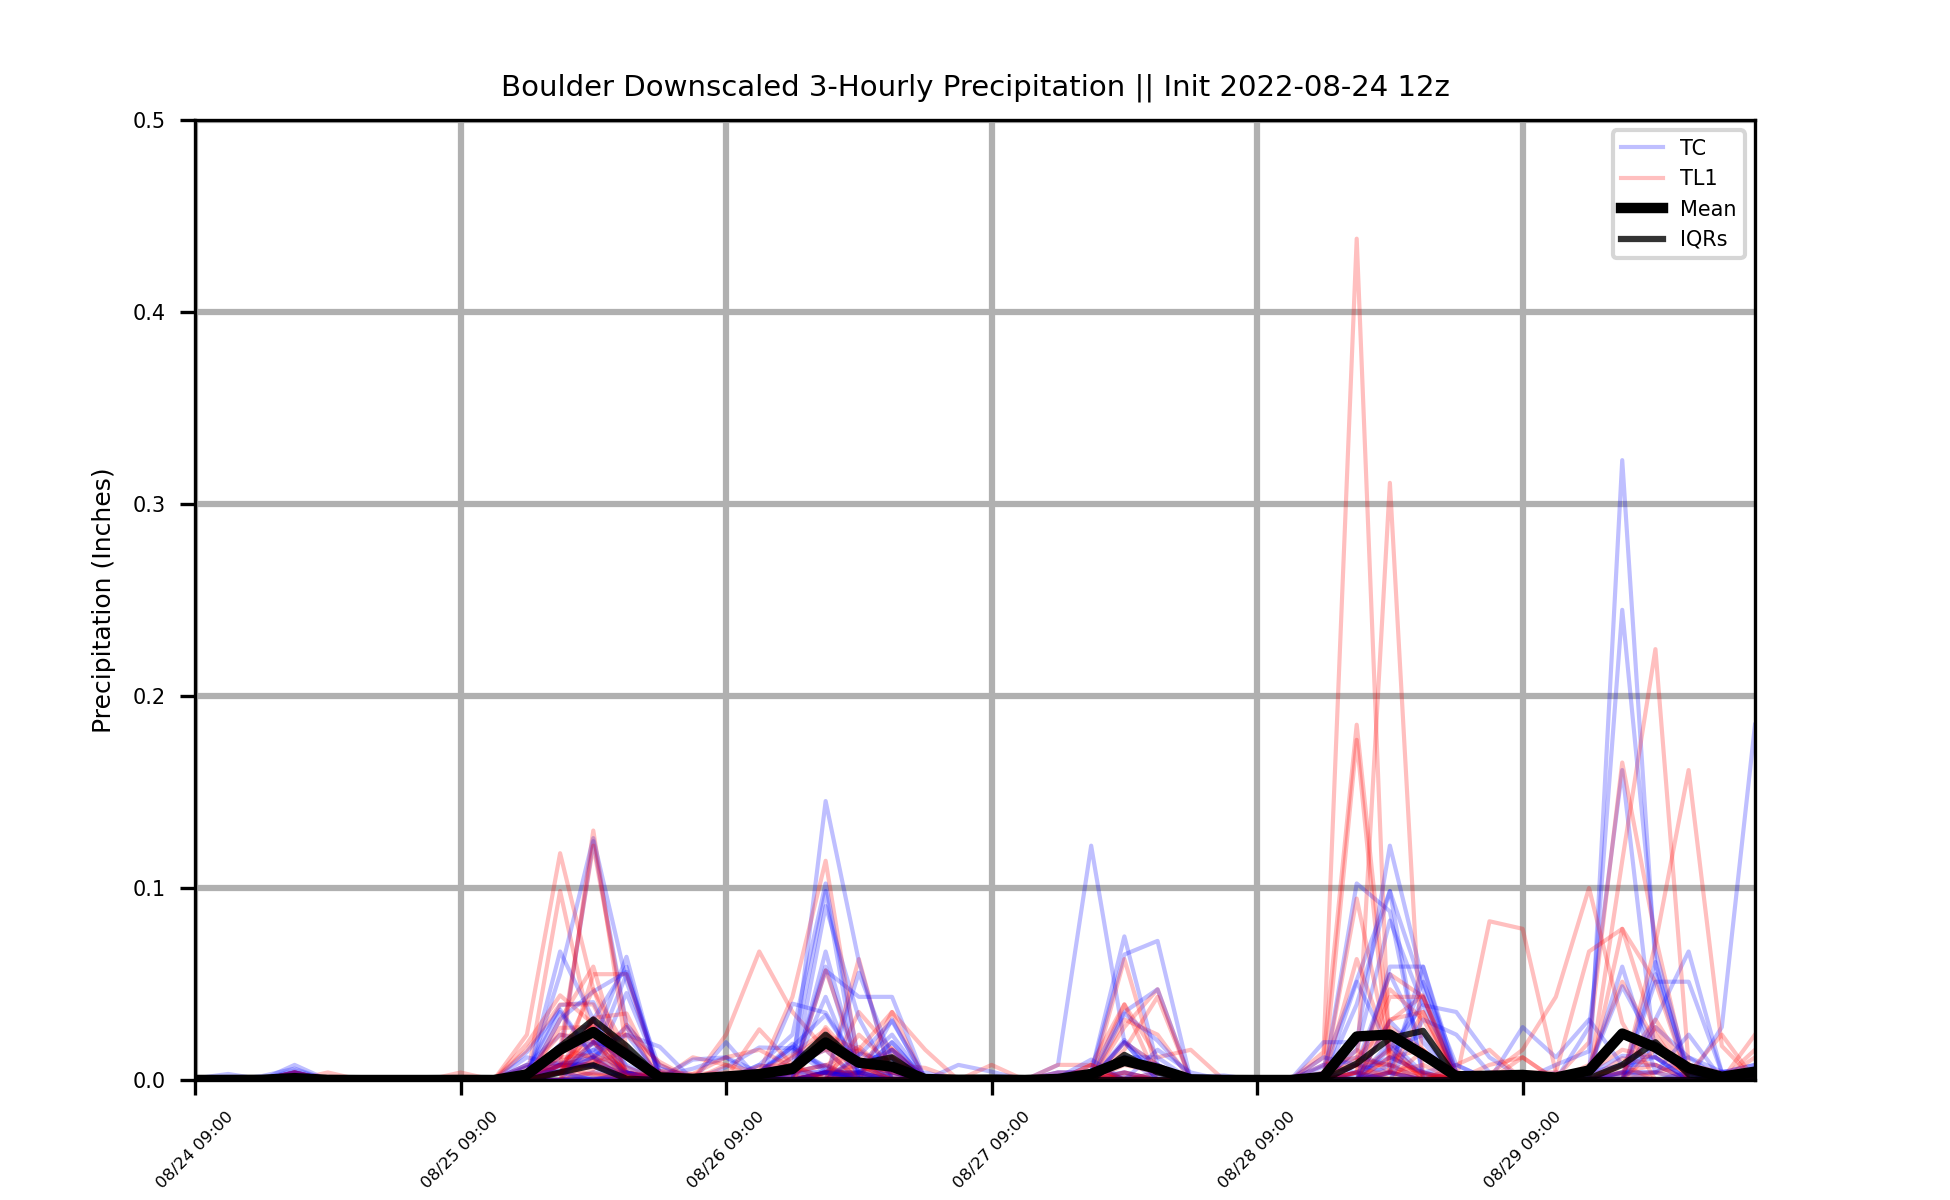 Boulder Downscaled 3-Hourly Precipitation || Init 2022-08-24 12z
TC
TL1
Mean
IQRs
Precipitation (Inches)
0.5
0.4
0.3
0.2
0.1
0.0
08/24 09:00
08/25 09:00
08/26 09:00
08/27 09:00
08/28 09:00
08/29 09:00